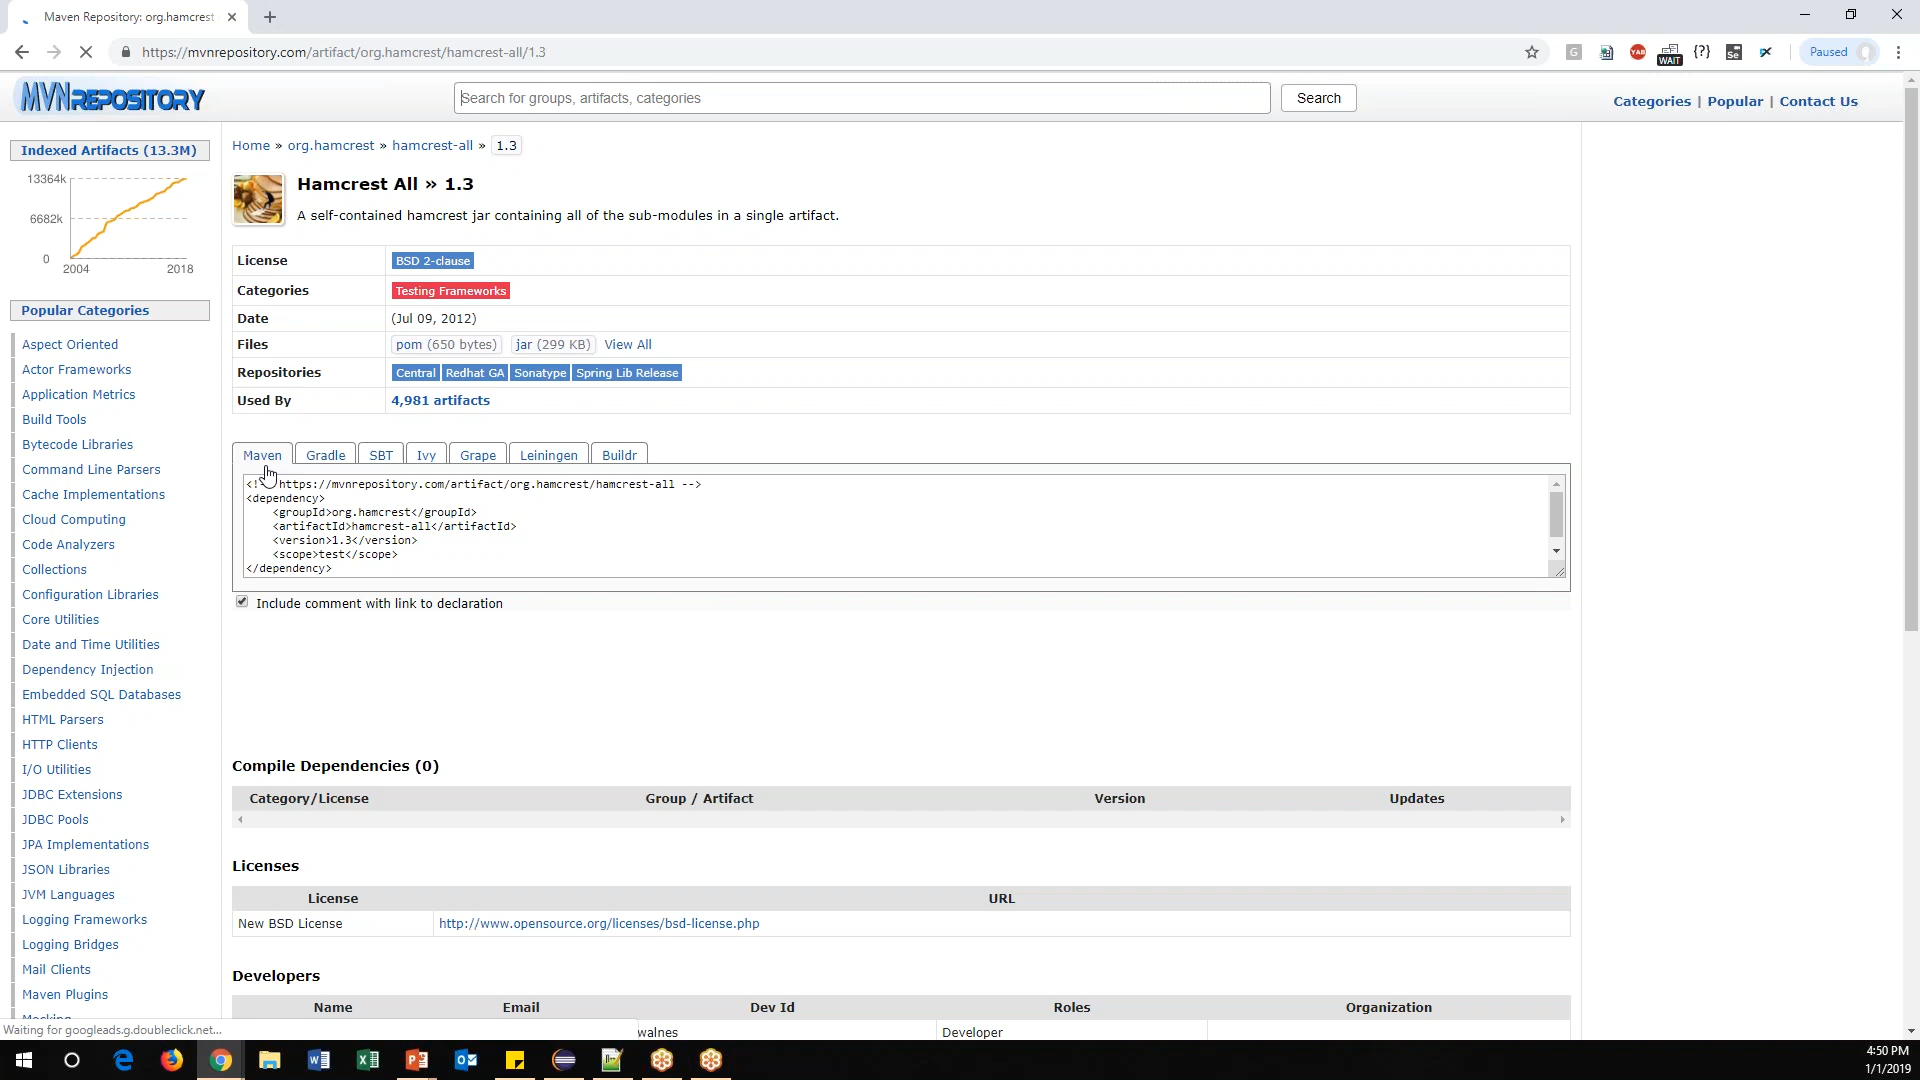 Maven Repository: org.hamcrest
https://mvnrepository.com/artifact/org.hamcrest/hamcrest-all/1.3
G
YAB
WAIT
{?}
Se
Paused
MVNREPOSITORY
Search for groups, artifacts, categories
Search
Categories | Popular | Contact Us
Indexed Artifacts (13.3M)
13364k
6682k
0
2004 2018
Popular Categories
Aspect Oriented
Actor Frameworks
Application Metrics
Build Tools
Bytecode Libraries
Command Line Parsers
Cache Implementations
Cloud Computing
Code Analyzers
Collections
Configuration Libraries
Core Utilities
Date and Time Utilities
Dependency Injection
Embedded SQL Databases
HTML Parsers
HTTP Clients
I/O Utilities
JDBC Extensions
JDBC Pools
JPA Implementations
JSON Libraries
JVM Languages
Logging Frameworks
Logging Bridges
Mail Clients
Maven Plugins
Home » org.hamcrest » hamcrest-all » 1.3
Hamcrest All » 1.3
A self-contained hamcrest jar containing all of the sub-modules in a single artifact.
License BSD 2-clause
Categories Testing Frameworks
Date (Jul 09, 2012)
Files pom (650 bytes) jar (299 KB) View All
Repositories Central Redhat GA Sonatype Spring Lib Release
Used By 4,981 artifacts
Maven Gradle SBT Ivy Grape Leiningen Buildr
<! https://mvnrepository.com/artifact/org.hamcrest/hamcrest-all -->
<dependency>
<groupId>org.hamcrest</groupId>
<artifactId>hamcrest-all</artifactId>
<version>1.3</version>
<scope>test</scope>
</dependency>
Include comment with link to declaration
Compile Dependencies (0)
Category/License Group / Artifact Version Updates
Licenses
License URL
New BSD License http://www.opensource.org/licenses/bsd-license.php
Developers
Name Email Dev Id Roles Organization
walnes Developer
Waiting for googleads.g.doubleclick.net...
4:50 PM
1/1/2019